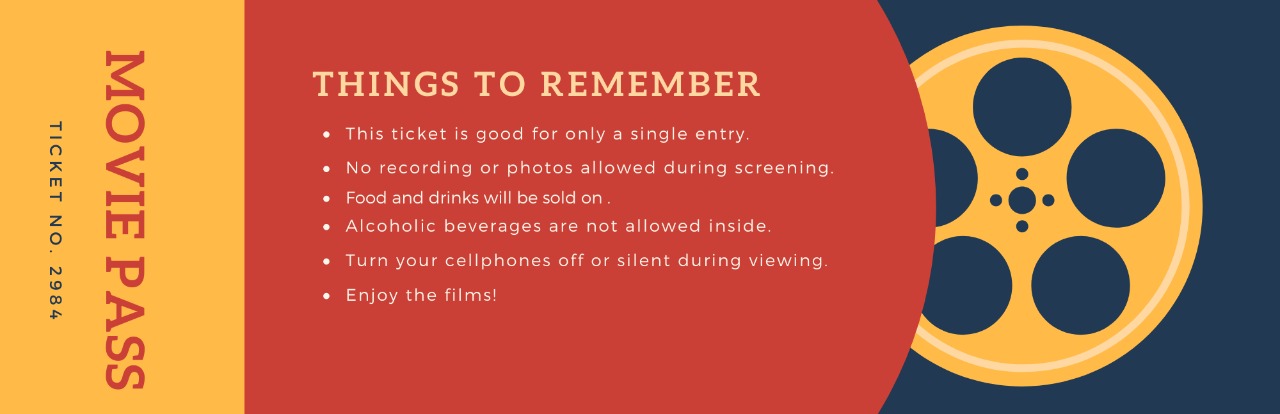 MOVIE PASS
TICKET NO. 2984
THINGS TO REMEMBER
• This ticket is good for only a single entry.
• No recording or photos allowed during screening.
• Food and drinks will be sold on .
• Alcoholic beverages are not allowed inside.
• Turn your cellphones off or silent during viewing.
• Enjoy the films!